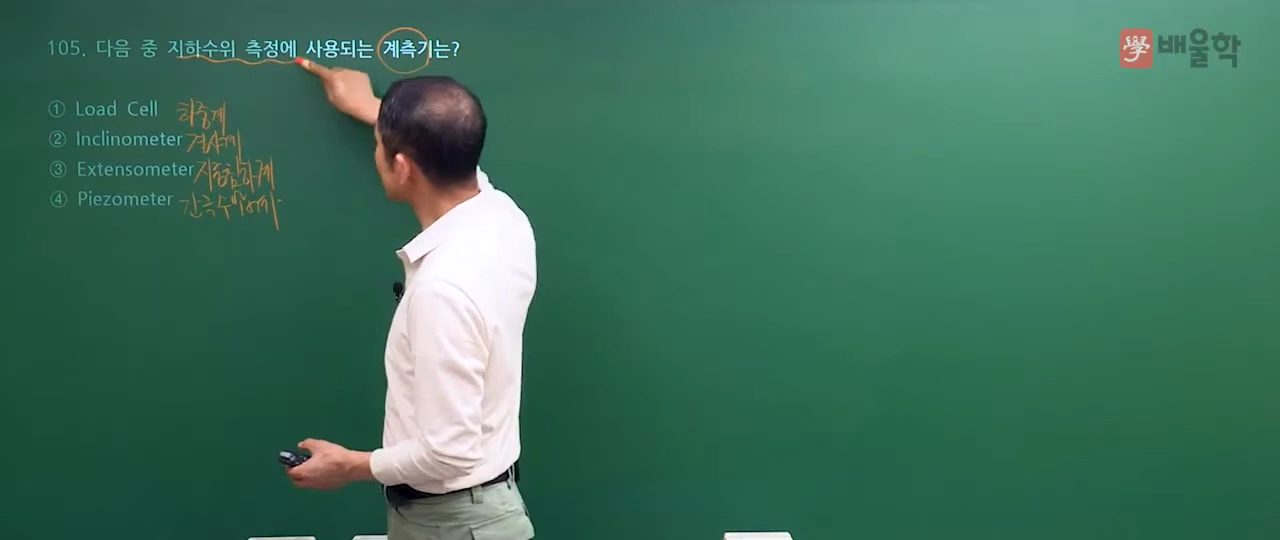 105. 다음 중 지하수위 측정에 사용되는 계측기는?
學 배울학
① Load Cell 하중계
② Inclinometer 경사계
③ Extensometer 지중침하계
④ Piezometer 간극수압계